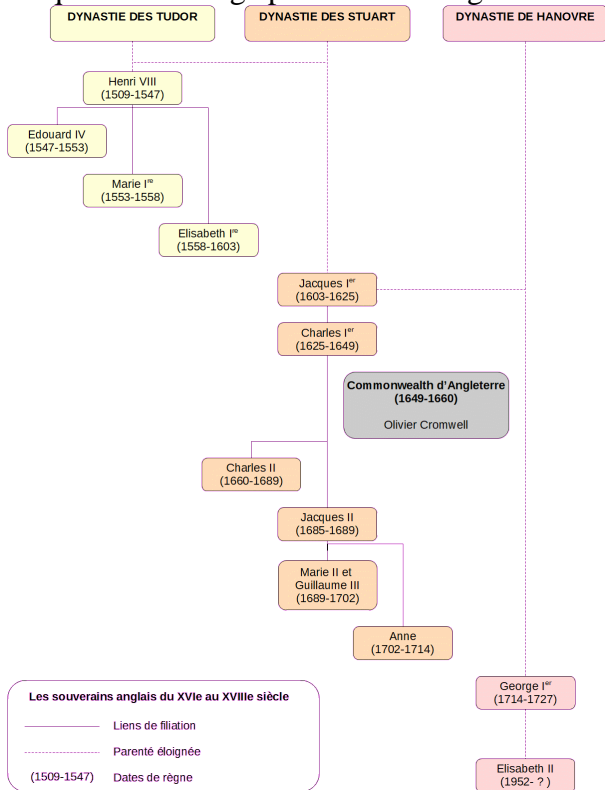 DYNASTIE DES TUDOR
DYNASTIE DES STUART
DYNASTIE DE HANOVRE
Henri VIII
(1509-1547)
Edouard IV
(1547-1553)
Marie Iʳᵉ
(1553-1558)
Elisabeth Iʳᵉ
(1558-1603)
Jacques Iᵉʳ
(1603-1625)
Charles Iᵉʳ
(1625-1649)
Commonwealth d'Angleterre
(1649-1660)
Olivier Cromwell
Charles II
(1660-1689)
Jacques II
(1685-1689)
Marie II et
Guillaume III
(1689-1702)
Anne
(1702-1714)
George Iᵉʳ
(1714-1727)
Elisabeth II
(1952- ? )
Les souverains anglais du XVIe au XVIIIe siècle
Liens de filiation
Parenté éloignée
(1509-1547) Dates de règne